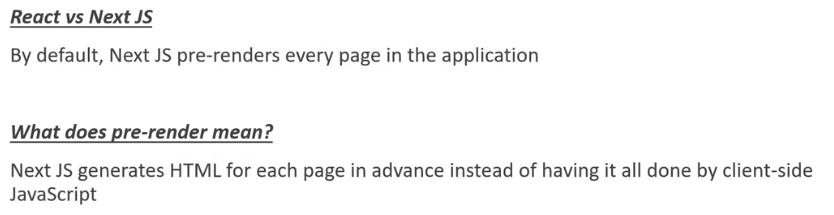 React vs Next JS
By default, Next JS pre-renders every page in the application
What does pre-render mean?
Next JS generates HTML for each page in advance instead of having it all done by client-side
JavaScript